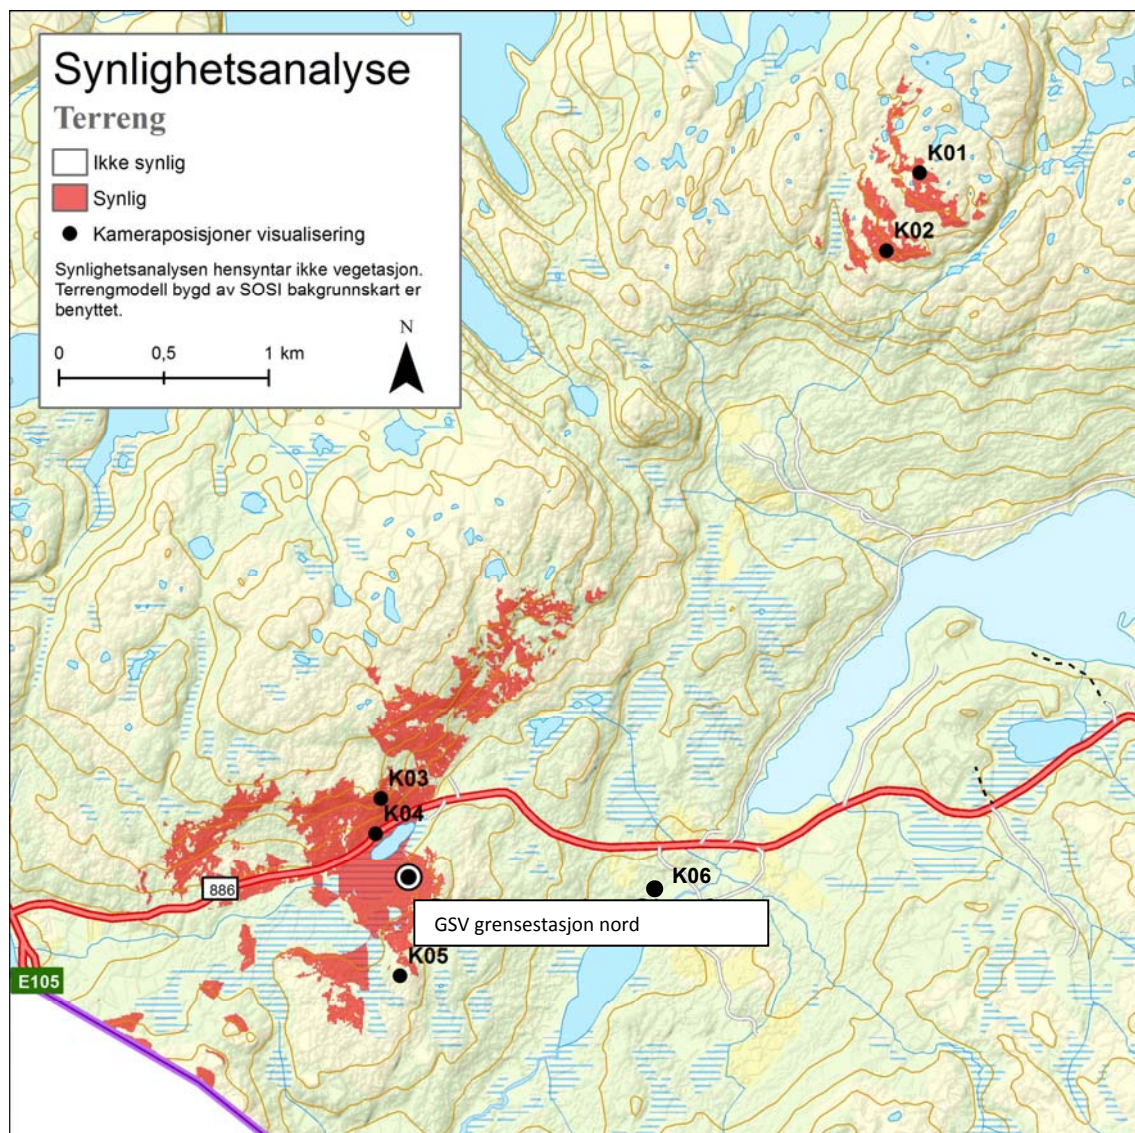 Synlighetsanalyse
Terreng
Ikke synlig
Synlig
Kameraposisjoner visualisering
Synlighetsanalysen hensyntar ikke vegetasjon.
Terrengmodell bygd av SOSI bakgrunnskart er
benyttet.
N
0 0,5 1 km
K01
K02
K03
K04
886
K06
GSV grensestasjon nord
K05
E105